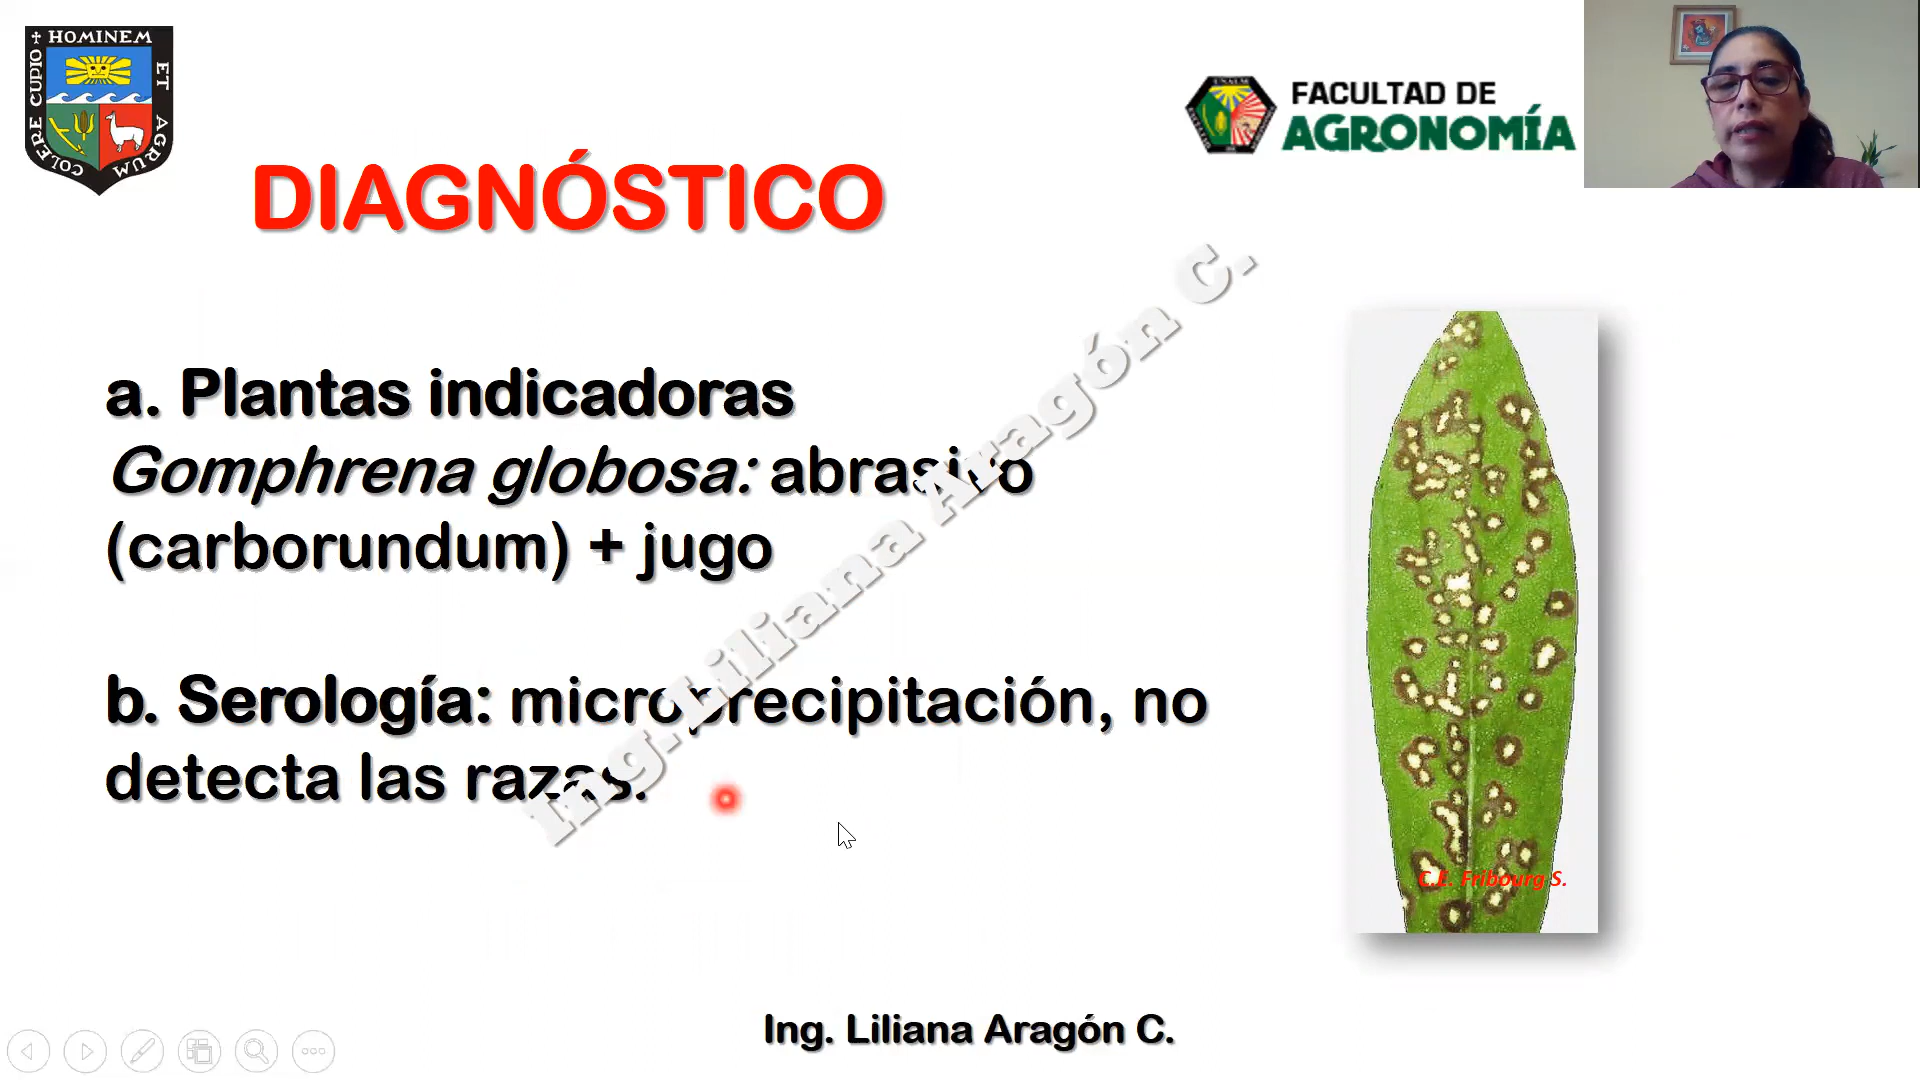 COLERE CUPIO † HOMINEM ET AGRUM
FACULTAD DE
AGRONOMÍA
DIAGNÓSTICO
a. Plantas indicadoras
Gomphrena globosa: abrasivo
(carborundum) + jugo
b. Serología: microprecipitación, no
detecta las razas.
Ing. Liliana Aragón C.
C.E. Fribourg S.
Ing. Liliana Aragón C.